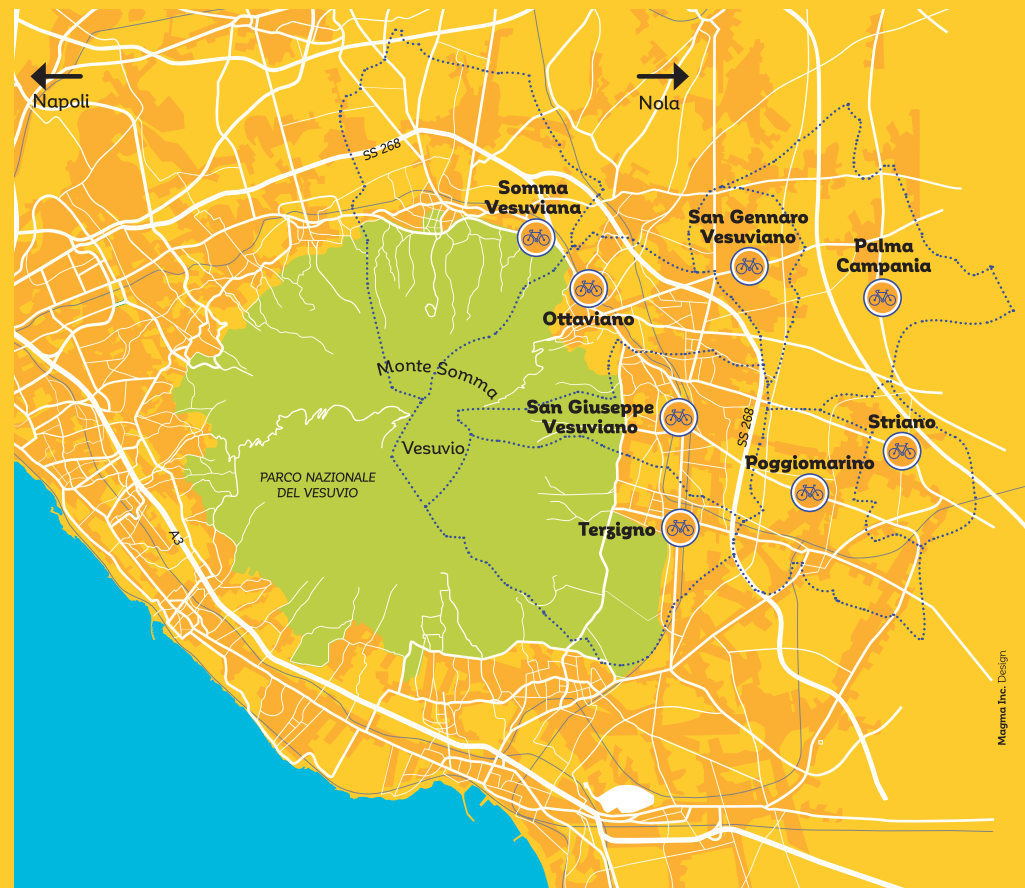 Napoli
Nola
SS 268
Somma
Vesuviana
San Gennaro
Vesuviano
Palma
Campania
Ottaviano
Monte Somma
San Giuseppe
Vesuviano
SS 268
Striano
Vesuvio
Poggiomarino
PARCO NAZIONALE
DEL VESUVIO
Terzigno
A3
Magma Inc. Design